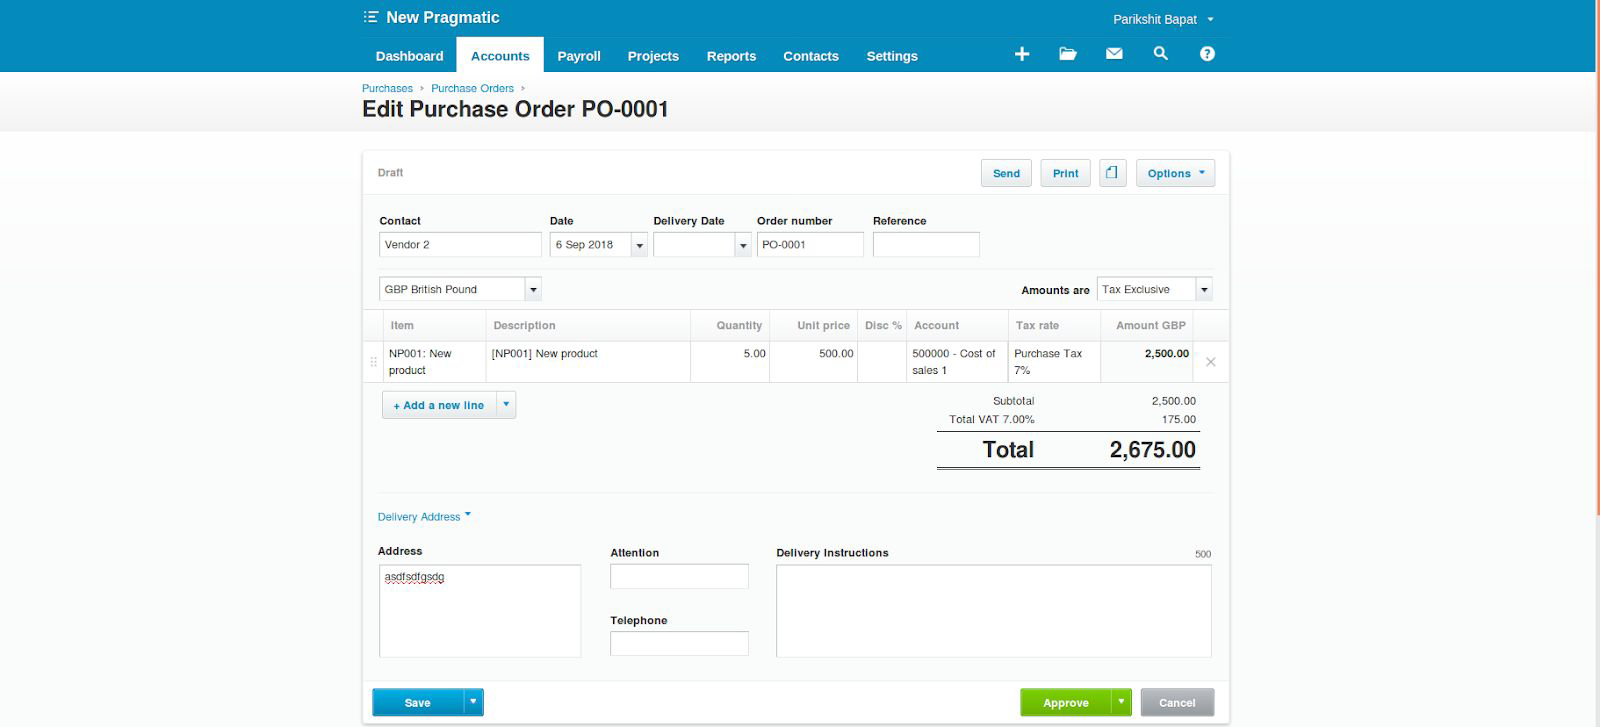 New Pragmatic
Parikshit Bapat
Dashboard Accounts Payroll Projects Reports Contacts Settings
Purchases › Purchase Orders ›
Edit Purchase Order PO-0001
Draft
Send Print Options
Contact Date Delivery Date Order number Reference
Vendor 2 6 Sep 2018 PO-0001
GBP British Pound Amounts are Tax Exclusive
Item Description Quantity Unit price Disc % Account Tax rate Amount GBP
NP001: New [NP001] New product 5.00 500.00 500000 - Cost of Purchase Tax 2,500.00
product sales 1 7%
+ Add a new line
Subtotal 2,500.00
Total VAT 7.00% 175.00
Total 2,675.00
Delivery Address
Address Attention Delivery Instructions 500
asdfsdfgsdg
Telephone
Save Approve Cancel